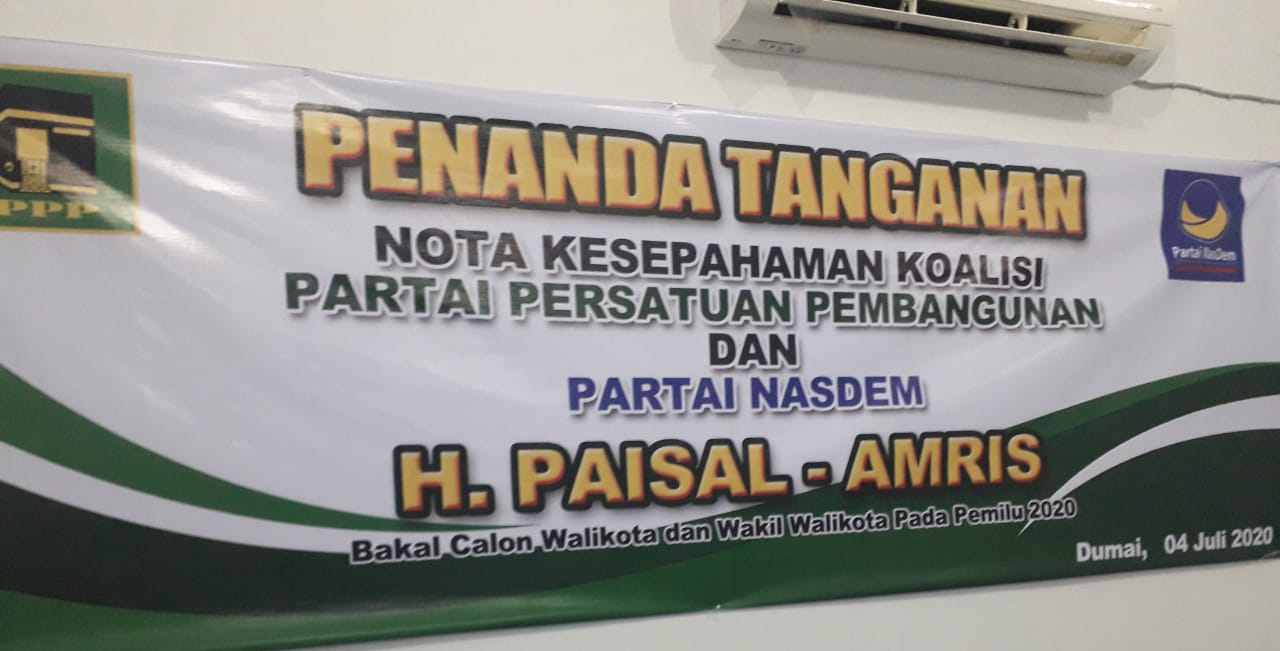 PPP
PENANDA TANGANAN
NOTA KESEPAHAMAN KOALISI
PARTAI PERSATUAN PEMBANGUNAN
DAN
PARTAI NASDEM
H. PAISAL - AMRIS
Bakal Calon Walikota dan Wakil Walikota Pada Pemilu 2020
Dumai, 04 Juli 2020
Partai NasDem